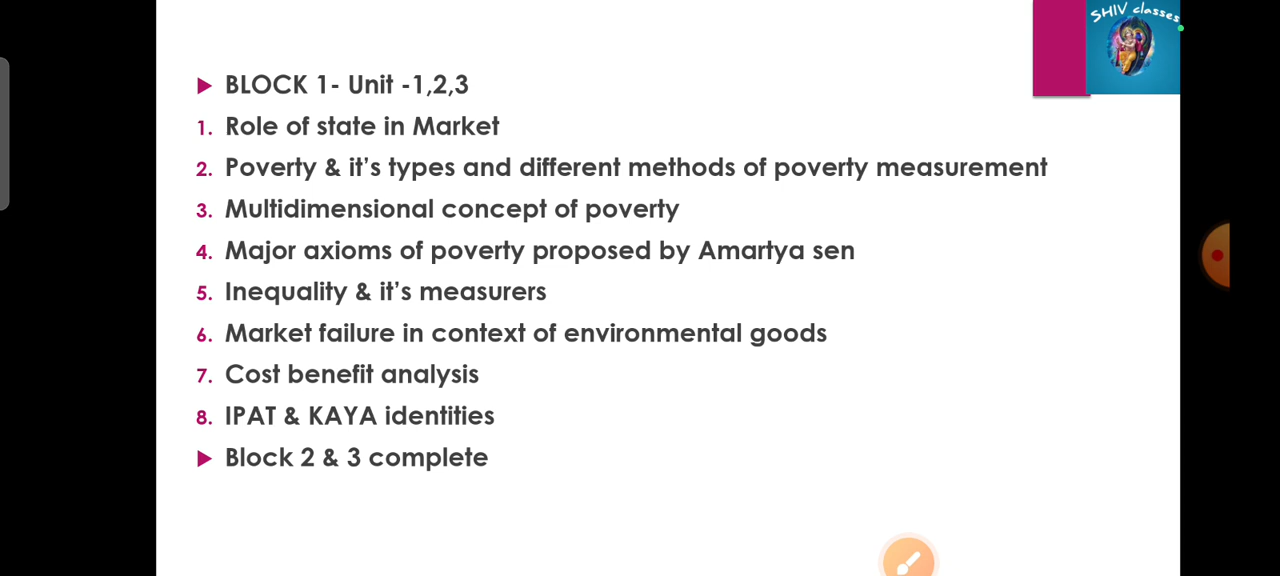 SHIV classes
BLOCK 1- Unit -1,2,3
1. Role of state in Market
2. Poverty & it's types and different methods of poverty measurement
3. Multidimensional concept of poverty
4. Major axioms of poverty proposed by Amartya sen
5. Inequality & it's measurers
6. Market failure in context of environmental goods
7. Cost benefit analysis
8. IPAT & KAYA identities
Block 2 & 3 complete